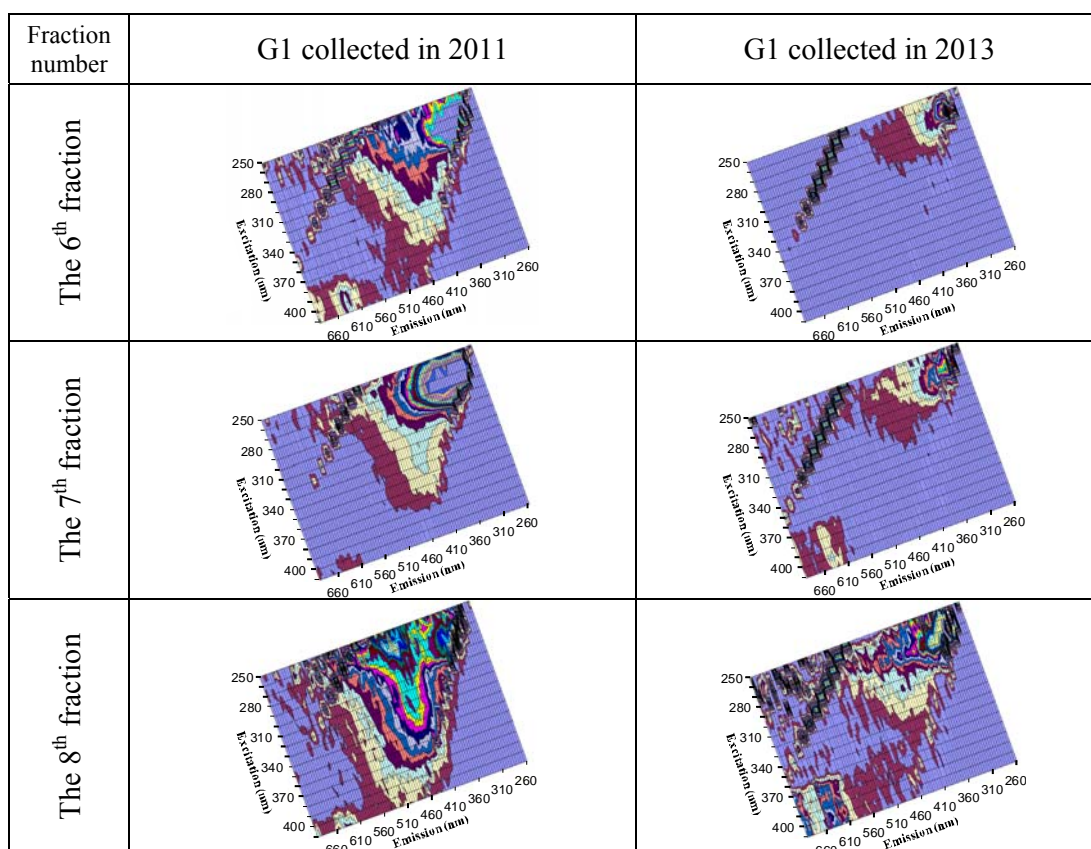 Fraction number
G1 collected in 2011
G1 collected in 2013
The 6th fraction
250
280
310
340
370
400
Excitation (nm)
660 610 560 510 460 410 360 310 260
Emission (nm)
250
280
310
340
370
400
Excitation (nm)
660 610 560 510 460 410 360 310 260
Emission (nm)
The 7th fraction
250
280
310
340
370
400
Excitation (nm)
660 610 560 510 460 410 360 310 260
Emission (nm)
250
280
310
340
370
400
Excitation (nm)
660 610 560 510 460 410 360 310 260
Emission (nm)
The 8th fraction
250
280
310
340
370
400
Excitation (nm)
660 610 560 510 460 410 360 310 260
Emission (nm)
250
280
310
340
370
400
Excitation (nm)
660 610 560 510 460 410 360 310 260
Emission (nm)